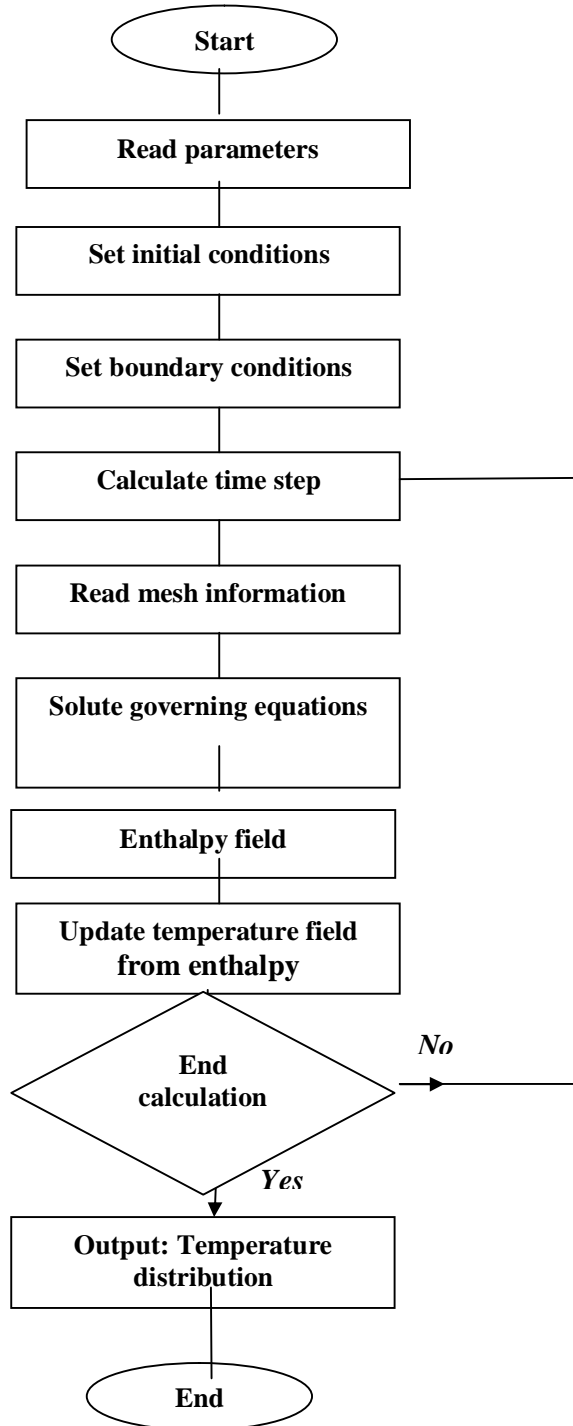 Start
Read parameters
Set initial conditions
Set boundary conditions
Calculate time step
Read mesh information
Solute governing equations
Enthalpy field
Update temperature field
from enthalpy
End
calculation
No
Yes
Output: Temperature
distribution
End